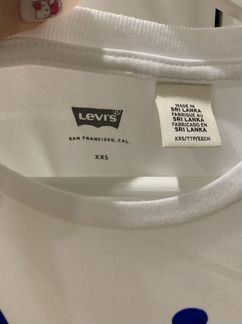 Levi's
SAN FRANCISCO, CAL.
XXS
MADE IN
SRI LANKA
FABRIQUÉ AU
SRI LANKA
FABRICADO EN
SRI LANKA
XXS/TTP/EECH